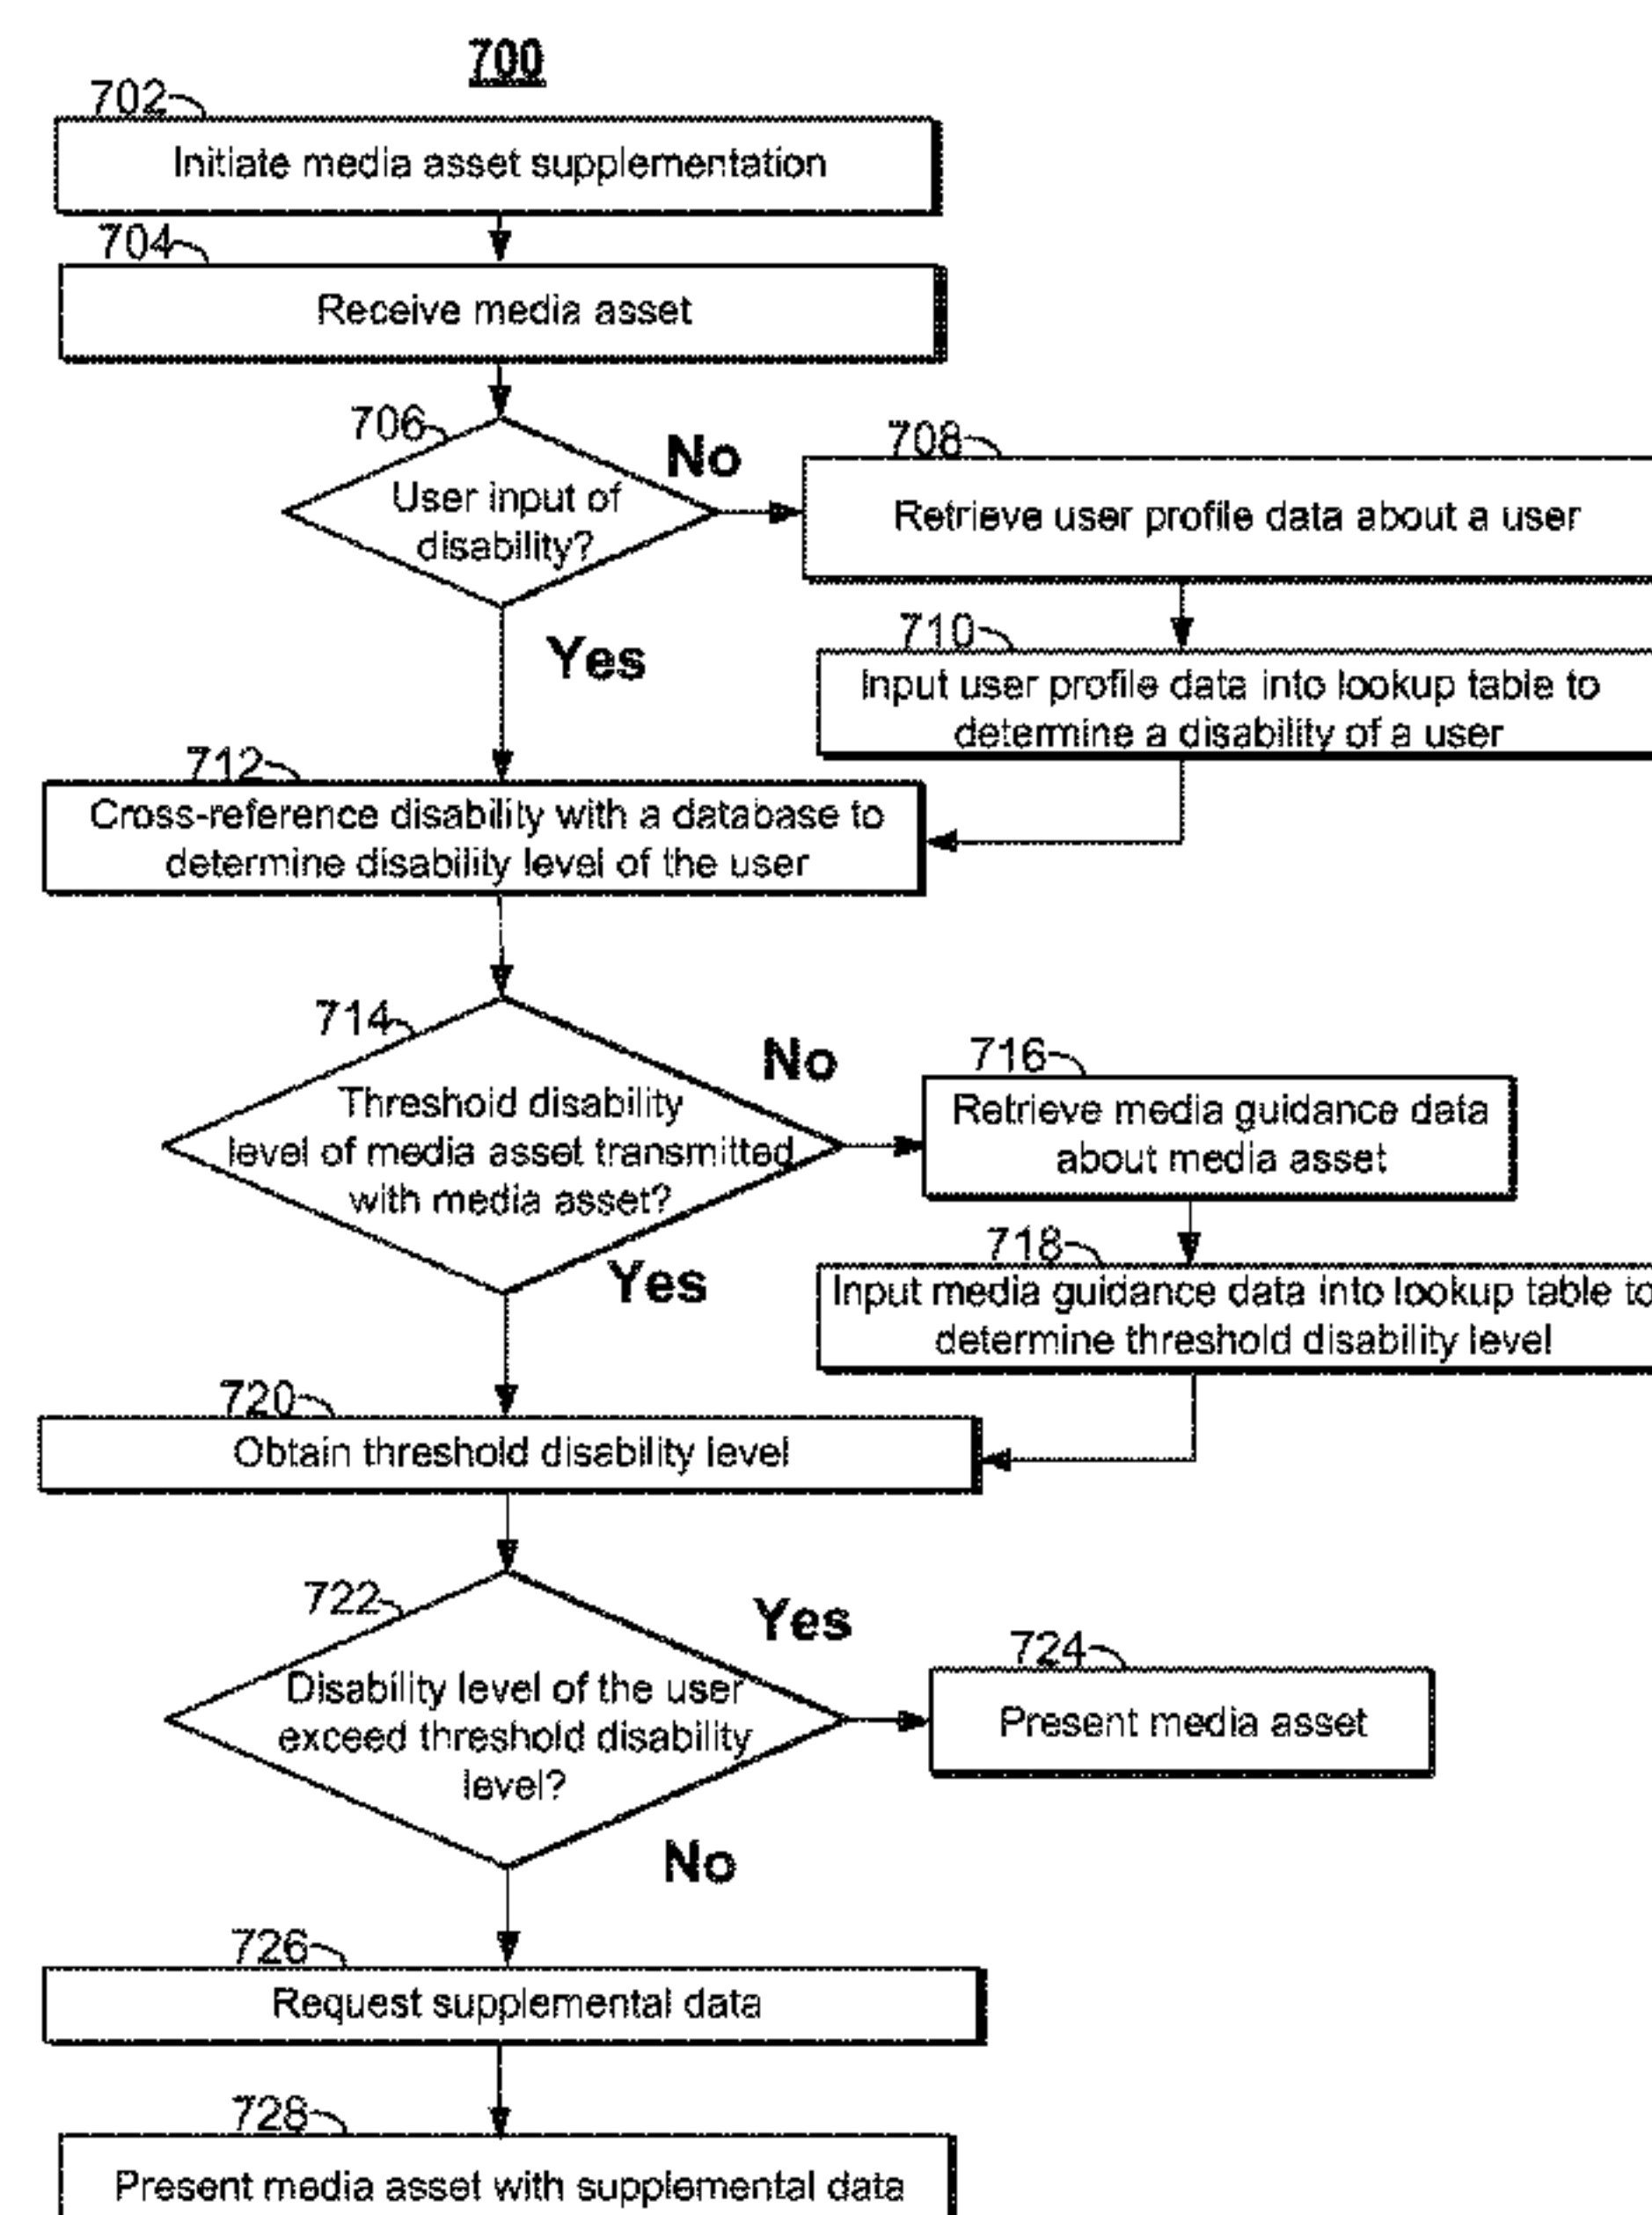 700
702
Initiate media asset supplementation
704
Receive media asset
706
User input of
disability?
No
708
Retrieve user profile data about a user
Yes
710
Input user profile data into lookup table to
determine a disability of a user
712
Cross-reference disability with a database to
determine disability level of the user
714
Threshold disability
level of media asset transmitted
with media asset?
No
716
Retrieve media guidance data
about media asset
Yes
718
Input media guidance data into lookup table to
determine threshold disability level
720
Obtain threshold disability level
722
Disability level of the user
exceed threshold disability
level?
Yes
724
Present media asset
No
726
Request supplemental data
728
Present media asset with supplemental data